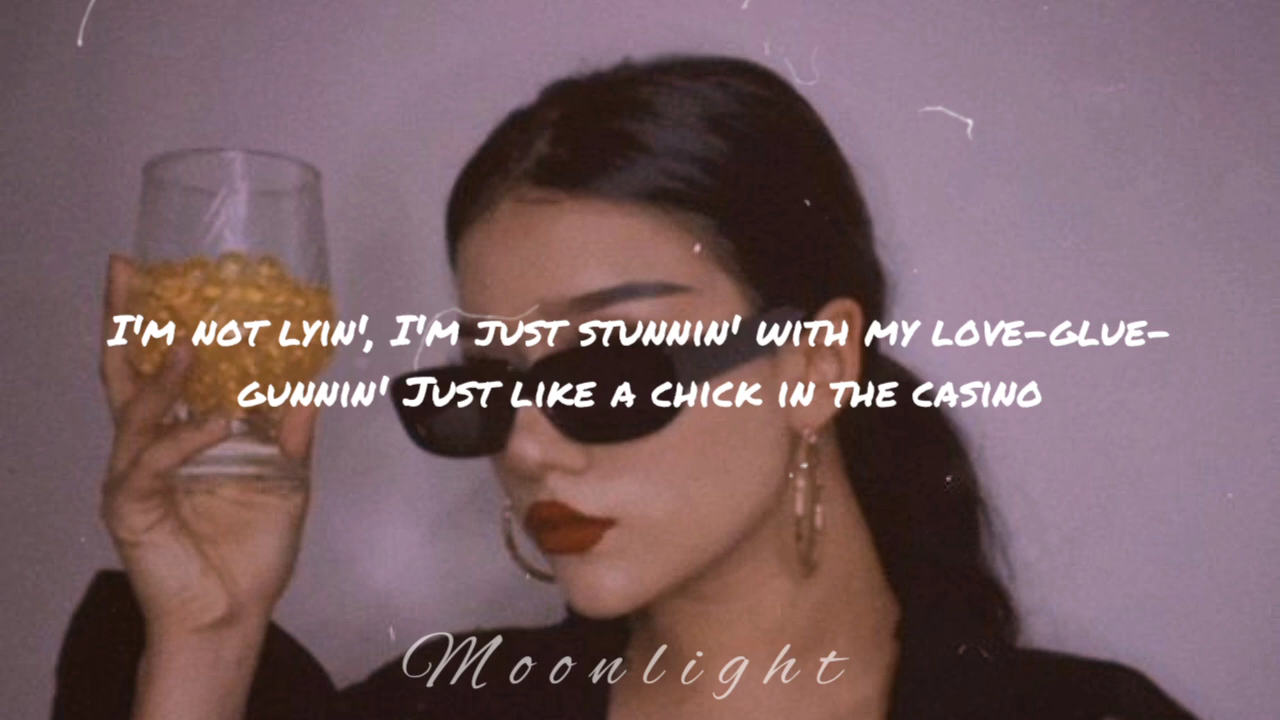 I'm not lyin', I'm just stunnin' with my love-glue-
gunnin' Just like a chick in the casino
Moonlight